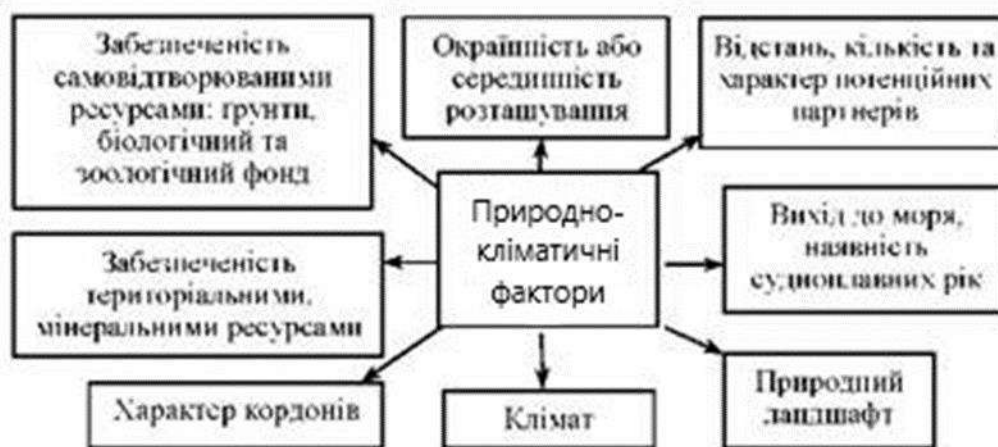 Забезпеченість
самовідтворюваними
ресурсами: ґрунти,
біологічний та
зоологічний фонд
Окраїнність або
серединність
розташування
Відстань, кількість та
характер потенційних
партнерів
Природно-
кліматичні
фактори
Забезпеченість
територіальними,
мінеральними ресурсами
Вихід до моря,
наявність
судноплавних рік
Характер кордонів
Клімат
Природний
ландшафт